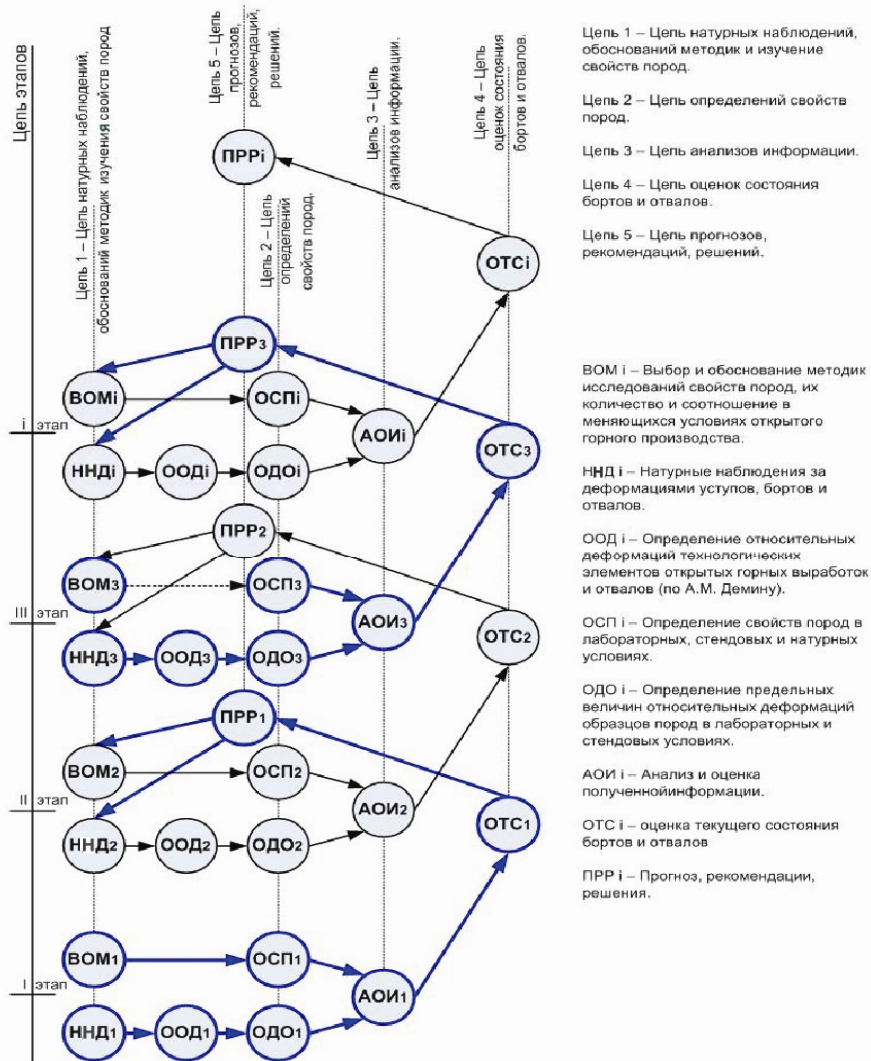 Цепь этапов
Цепь 1 – Цепь натурных наблюдений,
обоснований методик изучения свойств пород
Цепь 5 – Цепь
прогнозов,
рекомендаций,
решений.
Цепь 2 – Цепь
определений
свойств пород.
Цепь 3 – Цепь
анализов информации.
Цепь 4 – Цепь
оценок состояния
бортов и отвалов.
ПРРi
ОТСi
ПРР3
ВОМi
ОСПi
АОИi
i этап
ОТС3
ННДi
ООДi
ОДОi
ПРР2
ВОМ3
ОСП3
III этап
АОИ3
ОТС2
ННД3
ООД3
ОДО3
ПРР1
ВОМ2
ОСП2
II этап
АОИ2
ОТС1
ННД2
ООД2
ОДО2
ВОМ1
ОСП1
I этап
АОИ1
ННД1
ООД1
ОДО1
Цепь 1 – Цепь натурных наблюдений,
обоснований методик и изучение
свойств пород.
Цепь 2 – Цепь определений свойств
пород.
Цепь 3 – Цепь анализов информации.
Цепь 4 – Цепь оценок состояния
бортов и отвалов.
Цепь 5 – Цепь прогнозов,
рекомендаций, решений.
ВОМ i – Выбор и обоснование методик
исследований свойств пород, их
количество и соотношение в
меняющихся условиях открытого
горного производства.
ННД i – Натурные наблюдения за
деформациями уступов, бортов и
отвалов.
ООД i – Определение относительных
деформаций технологических
элементов открытых горных выработок
и отвалов (по А.М. Демину).
ОСП i – Определение свойств пород в
лабораторных, стендовых и натурных
условиях.
ОДО i – Определение предельных
величин относительных деформаций
образцов пород в лабораторных и
стендовых условиях.
АОИ i – Анализ и оценка
полученнойинформации.
ОТС i – оценка текущего состояния
бортов и отвалов
ПРР i – Прогноз, рекомендации,
решения.